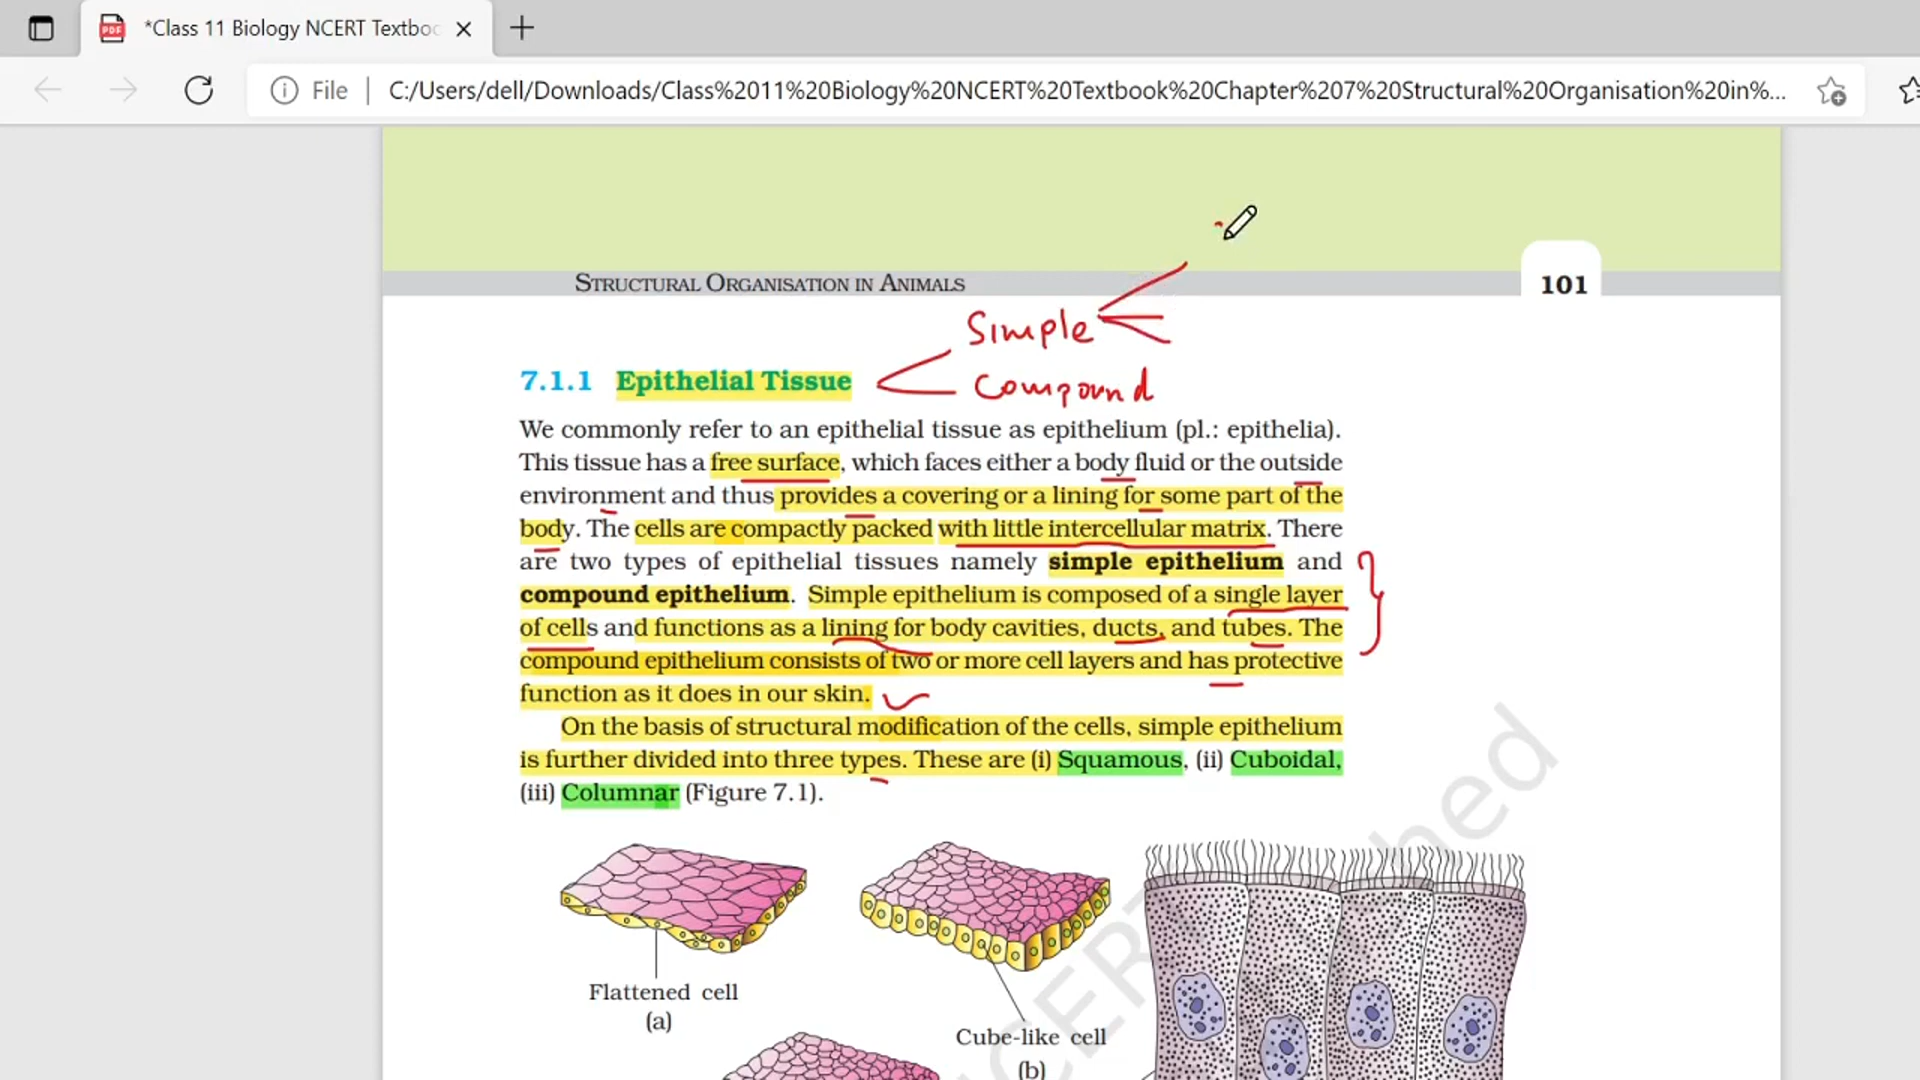 *Class 11 Biology NCERT Textboo
File
C:/Users/dell/Downloads/Class%2011%20Biology%20NCERT%20Textbook%20Chapter%207%20Structural%20Organisation%20in%...
STRUCTURAL ORGANISATION IN ANIMALS
101
Simple
7.1.1 Epithelial Tissue
Compound
We commonly refer to an epithelial tissue as epithelium (pl.: epithelia).
This tissue has a free surface, which faces either a body fluid or the outside
environment and thus provides a covering or a lining for some part of the
body. The cells are compactly packed with little intercellular matrix. There
are two types of epithelial tissues namely simple epithelium and
compound epithelium. Simple epithelium is composed of a single layer
of cells and functions as a lining for body cavities, ducts, and tubes. The
compound epithelium consists of two or more cell layers and has protective
function as it does in our skin.
On the basis of structural modification of the cells, simple epithelium
is further divided into three types. These are (i) Squamous, (ii) Cuboidal,
(iii) Columnar (Figure 7.1).
Flattened cell
(a)
Cube-like cell
(b)